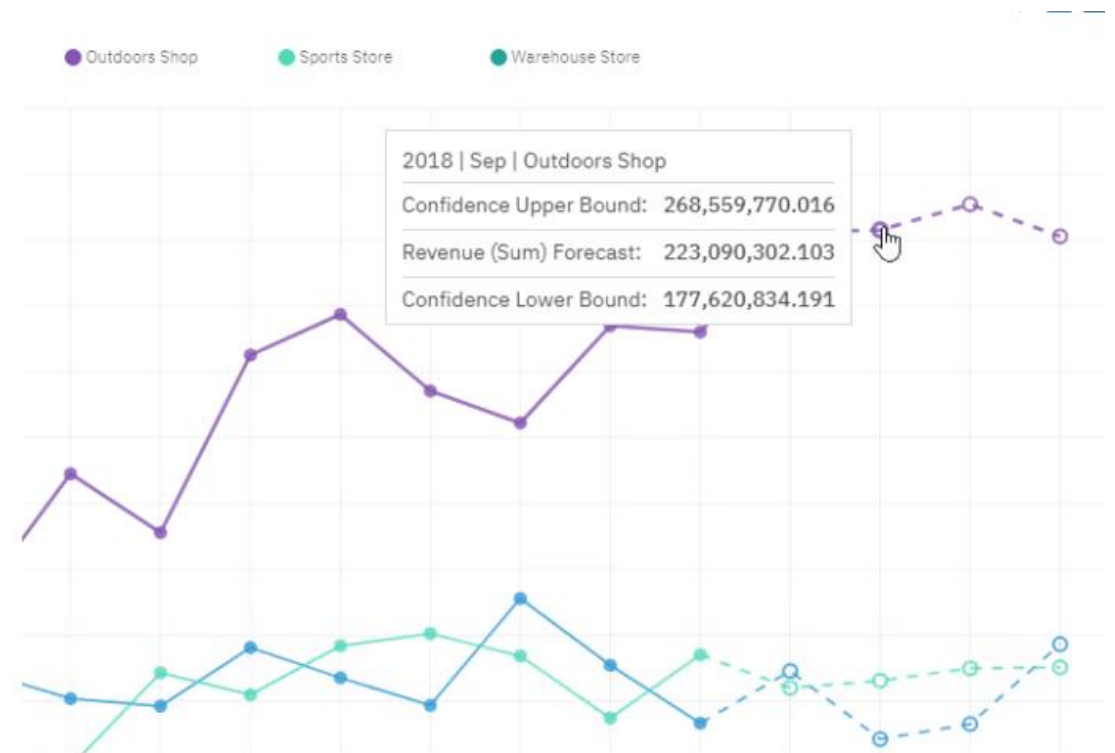 Outdoors Shop
Sports Store
Warehouse Store
2018 | Sep | Outdoors Shop
Confidence Upper Bound: 268,559,770.016
Revenue (Sum) Forecast: 223,090,302.103
Confidence Lower Bound: 177,620,834.191